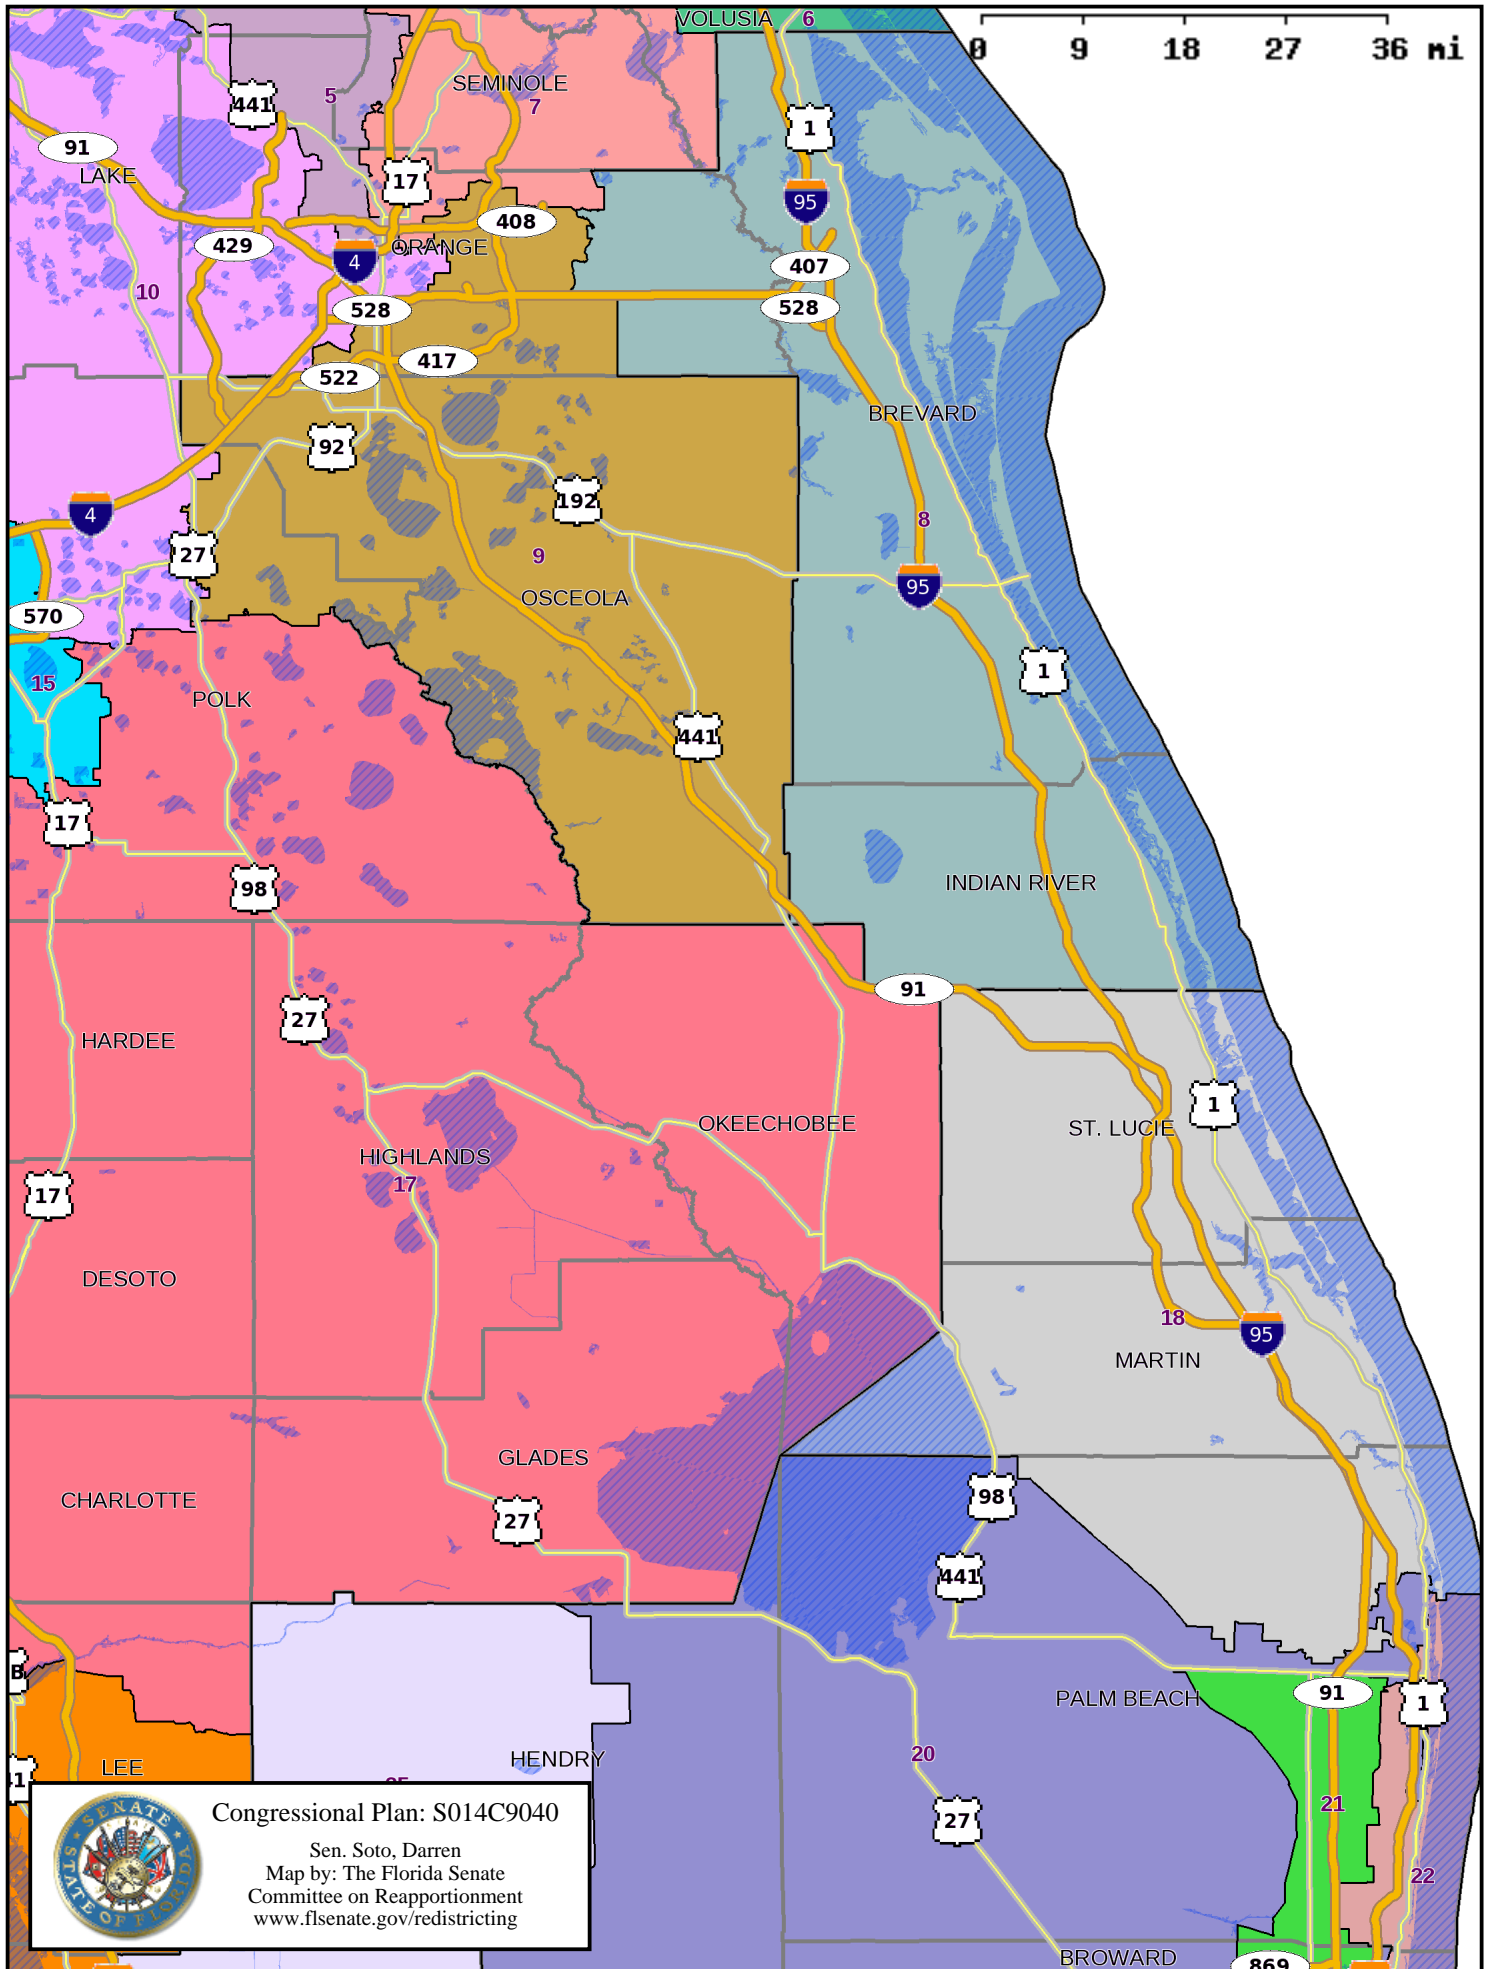 VOLUSIA 6
0 9 18 27 36 mi
SEMINOLE
7
5
441
1
91
LAKE
17
95
408
429
ORANGE
4
407
10
528
528
417
522
BREVARD
92
192
4
8
27
9
95
OSCEOLA
570
1
15
POLK
441
17
98
INDIAN RIVER
91
27
HARDEE
1
OKEECHOBEE
ST. LUCIE
HIGHLANDS
17
17
DESOTO
18
95
MARTIN
GLADES
98
CHARLOTTE
27
441
B
91
PALM BEACH
1
20
HENDRY
LEE
41
21
27
22
BROWARD
869
SENATE
STATE OF FLORIDA
Congressional Plan: S014C9040
Sen. Soto, Darren
Map by: The Florida Senate
Committee on Reapportionment
www.flsenate.gov/redistricting